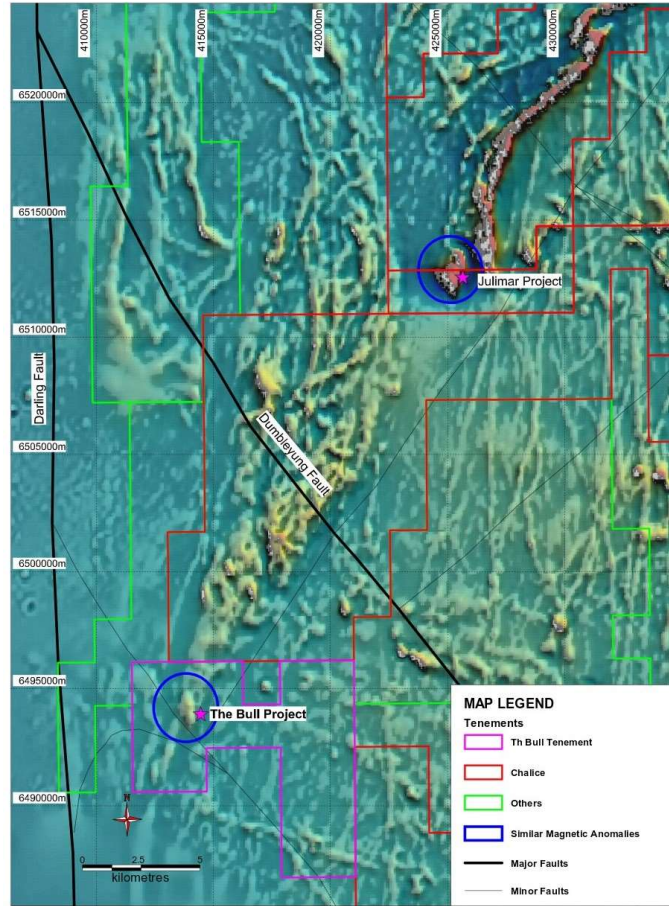 410000m
415000m
420000m
425000m
430000m
6520000m
6515000m
6510000m
6505000m
6500000m
6495000m
6490000m
Julimar Project
Darling Fault
Dumbleyung Fault
The Bull Project
N
0 2.5 5
kilometres
MAP LEGEND
Tenements
Th Bull Tenement
Chalice
Others
Similar Magnetic Anomalies
Major Faults
Minor Faults